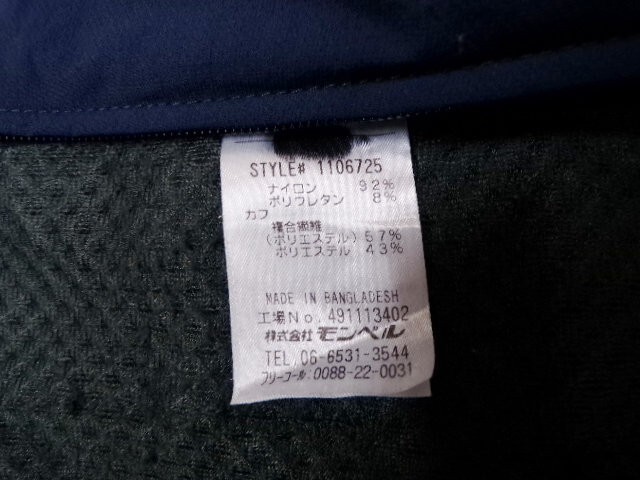 STYLE# 1106725
ナイロン 92%
ポリウレタン 8%
カフ
複合繊維
(ポリエステル) 57%
ポリエステル 43%
MADE IN BANGLADESH
工場No. 491113402
株式会社 モンベル
TEL, 06-6531-3544
フリーコール: 0088-22-0031